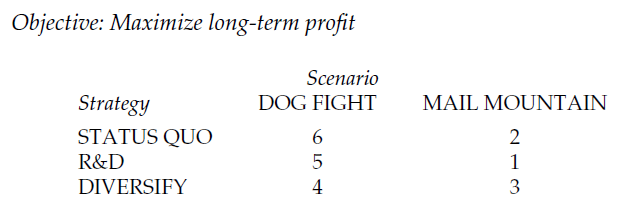 Objective: Maximize long-term profit
Scenario
Strategy DOG FIGHT MAIL MOUNTAIN
STATUS QUO 6 2
R&D 5 1
DIVERSIFY 4 3